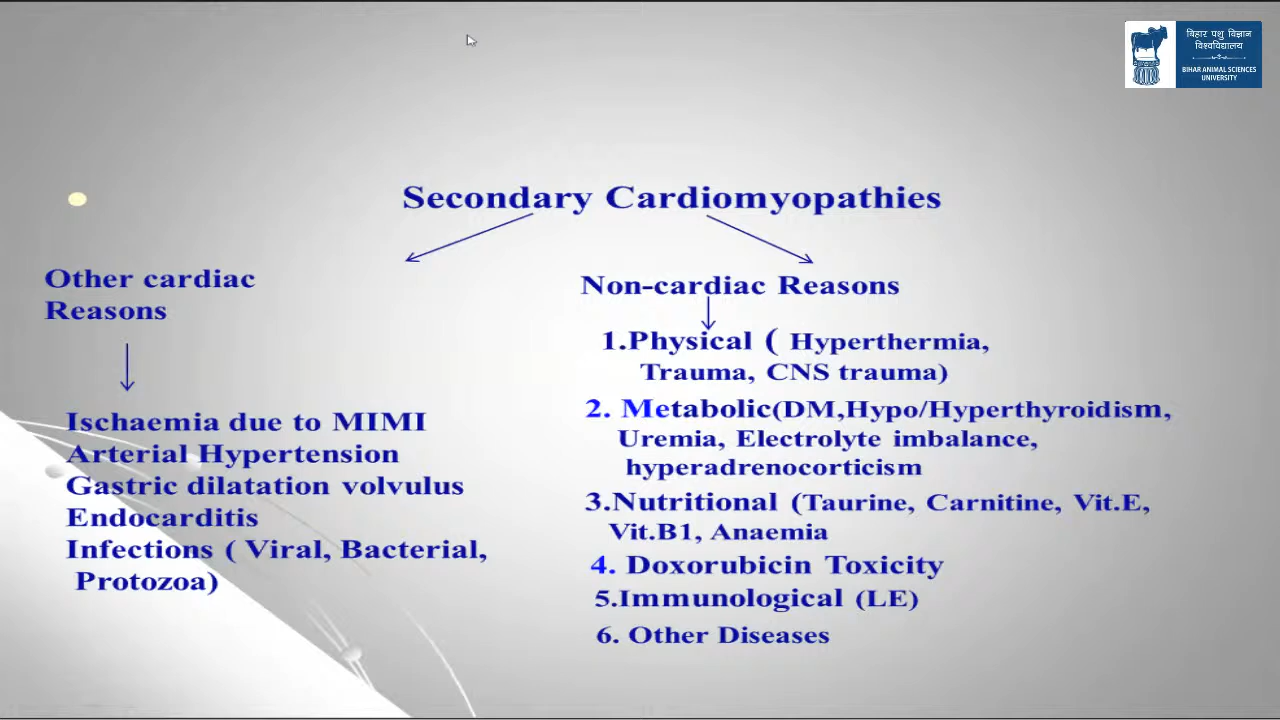 बिहार पशु विज्ञान
विश्वविद्यालय
BIHAR ANIMAL SCIENCES
UNIVERSITY
Secondary Cardiomyopathies
Other cardiac
Reasons
Ischaemia due to MIMI
Arterial Hypertension
Gastric dilatation volvulus
Endocarditis
Infections ( Viral, Bacterial,
Protozoa)
Non-cardiac Reasons
1.Physical ( Hyperthermia,
Trauma, CNS trauma)
2. Metabolic(DM,Hypo/Hyperthyroidism,
Uremia, Electrolyte imbalance,
hyperadrenocorticism
3.Nutritional (Taurine, Carnitine, Vit.E,
Vit.B1, Anaemia
4. Doxorubicin Toxicity
5.Immunological (LE)
6. Other Diseases